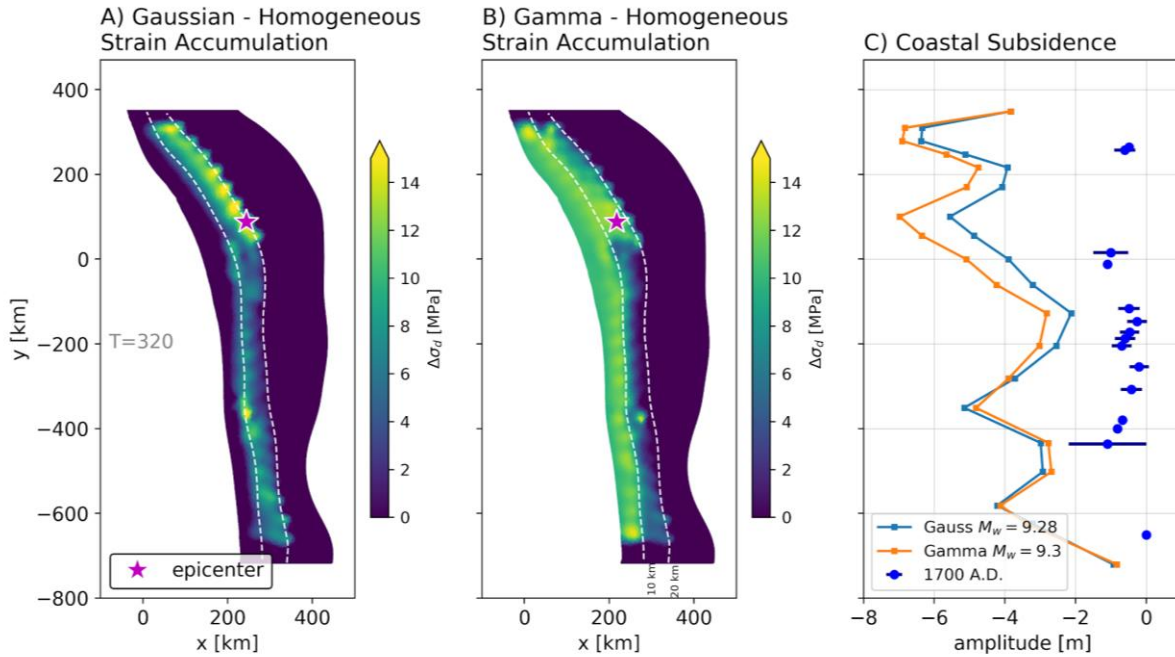 A) Gaussian - Homogeneous
Strain Accumulation
B) Gamma - Homogeneous
Strain Accumulation
C) Coastal Subsidence
400
200
0
−200
−400
−600
−800
y [km]
T=320
epicenter
0
200
400
x [km]
14
12
10
8
6
4
2
0
Δσd [MPa]
10 km
20 km
0
200
400
x [km]
14
12
10
8
6
4
2
0
Δσd [MPa]
Gauss Mw = 9.28
Gamma Mw = 9.3
1700 A.D.
−8
−6
−4
−2
0
amplitude [m]